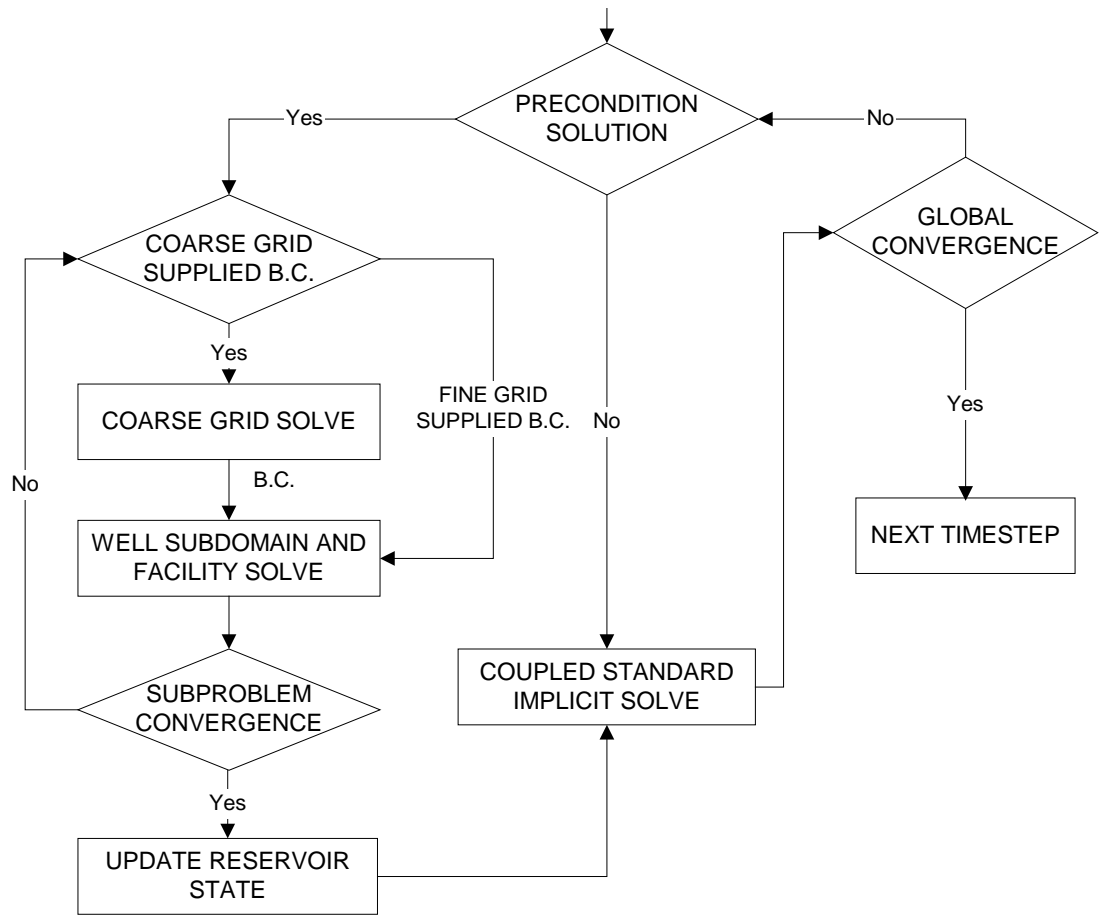 PRECONDITION
SOLUTION
Yes
No
COARSE GRID
SUPPLIED B.C.
GLOBAL
CONVERGENCE
Yes
COARSE GRID SOLVE
FINE GRID
SUPPLIED B.C.
No
Yes
No
B.C.
WELL SUBDOMAIN AND
FACILITY SOLVE
NEXT TIMESTEP
SUBPROBLEM
CONVERGENCE
COUPLED STANDARD
IMPLICIT SOLVE
Yes
UPDATE RESERVOIR
STATE